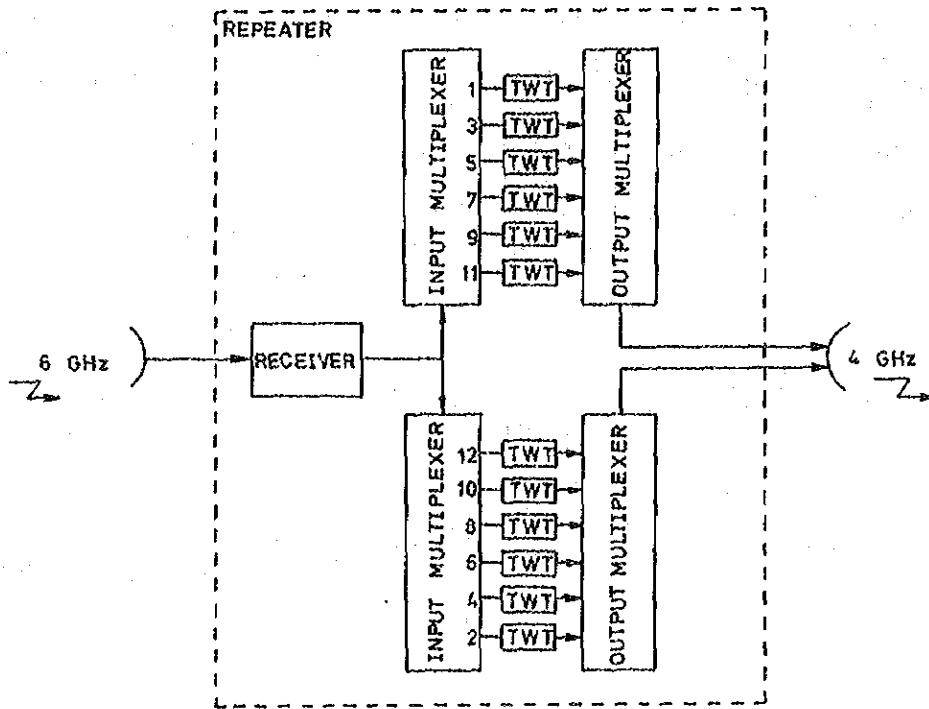 REPEATER
INPUT MULTIPLEXER
1 TWT
3 TWT
5 TWT
7 TWT
9 TWT
11 TWT
OUTPUT MULTIPLEXER
6 GHz
RECEIVER
4 GHz
INPUT MULTIPLEXER
12 TWT
10 TWT
8 TWT
6 TWT
4 TWT
2 TWT
OUTPUT MULTIPLEXER